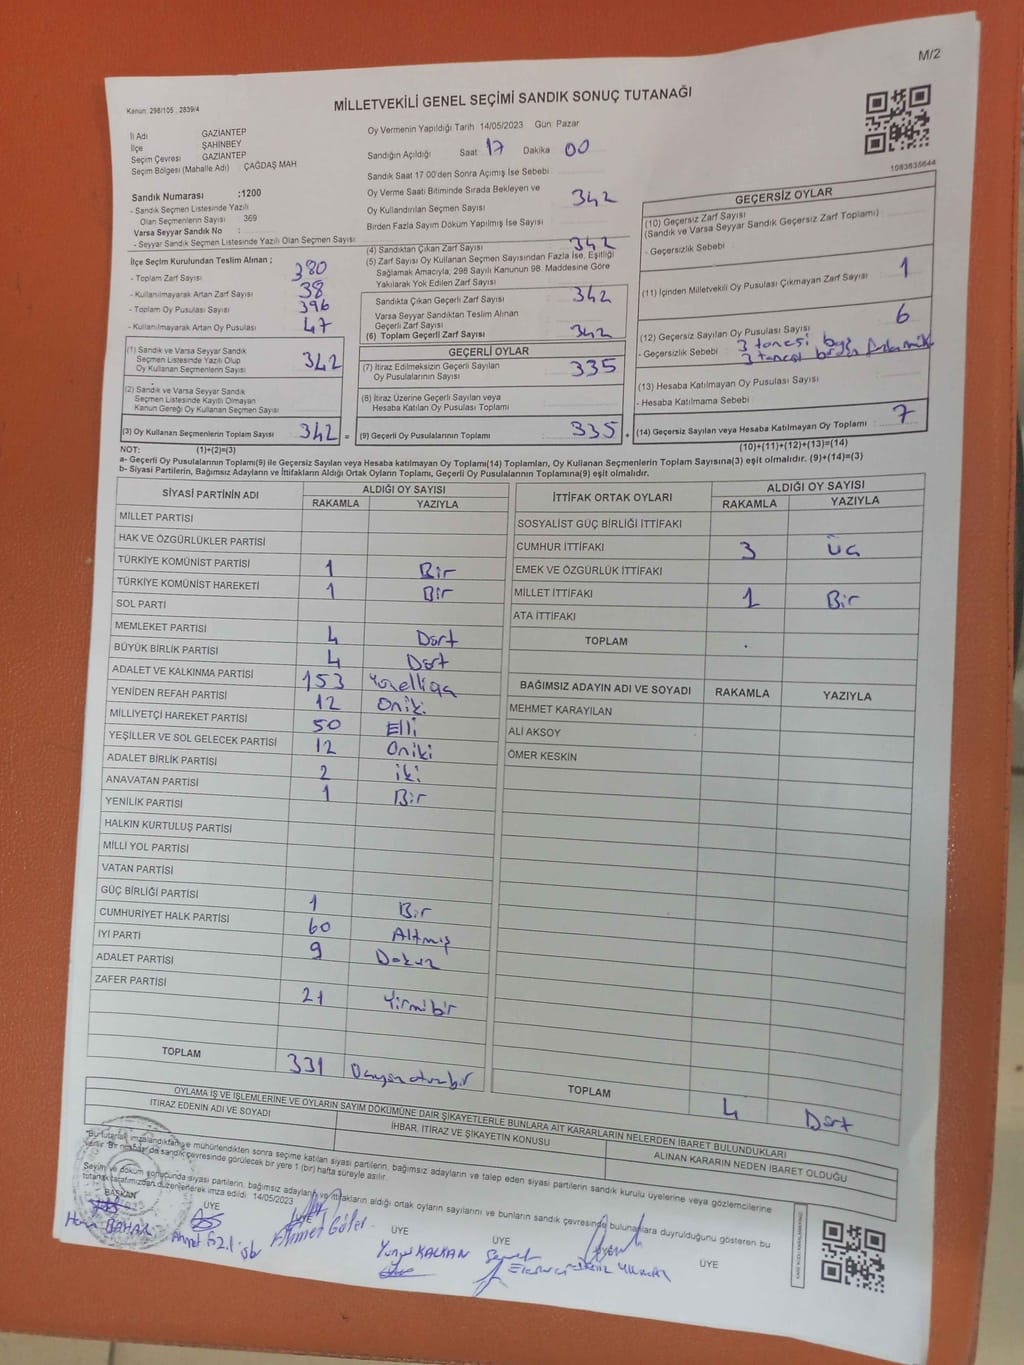 M/2
Kanun: 298/105 , 2839/4
MİLLETVEKİLİ GENEL SEÇİMİ SANDIK SONUÇ TUTANAĞI
İl Adı GAZİANTEP
İlçe ŞAHİNBEY
Seçim Çevresi GAZİANTEP
Seçim Bölgesi (Mahalle Adı) ÇAĞDAŞ MAH
Oy Vermenin Yapıldığı Tarih 14/05/2023 Gün: Pazar
Sandığın Açıldığı Saat 17 Dakika 00
Sandık Saat 17 00'den Sonra Açımış İse Sebebi
1083635644
Sandık Numarası :1200
- Sandık Seçmen Listesinde Yazılı
Olan Seçmenlerin Sayısı 369
Varsa Seyyar Sandık No :
- Seyyar Sandık Seçmen Listesinde Yazılı Olan Seçmen Sayısı
Oy Verme Saati Bitiminde Sırada Bekleyen ve
Oy Kullandırılan Seçmen Sayısı 342
Birden Fazla Sayım Döküm Yapılmış İse Sayısı
İlçe Seçim Kurulundan Teslim Alınan ;
- Toplam Zarf Sayısı 380
- Kullanılmayarak Artan Zarf Sayısı 38
- Toplam Oy Pusulası Sayısı 396
- Kullanılmayarak Artan Oy Pusulası 47
(1) Sandık ve Varsa Seyyar Sandık
Seçmen Listesinde Yazılı Olup
Oy Kullanan Seçmenlerin Sayısı 342
(2) Sandık ve Varsa Seyyar Sandık
Seçmen Listesinde Kayıtlı Olmayan
Kanun Gereği Oy Kullanan Seçmen Sayısı
(3) Oy Kullanan Seçmenlerin Toplam Sayısı 342 =
(4) Sandıktan Çıkan Zarf Sayısı 342
(5) Zarf Sayısı Oy Kullanan Seçmen Sayısından Fazla İse, Eşitliği
Sağlamak Amacıyla, 298 Sayılı Kanunun 98. Maddesine Göre
Yakılarak Yok Edilen Zarf Sayısı
Sandıkta Çıkan Geçerli Zarf Sayısı 342
Varsa Seyyar Sandıktan Teslim Alınan
Geçerli Zarf Sayısı
(6) Toplam Geçerli Zarf Sayısı 342
GEÇERLİ OYLAR
(7) İtiraz Edilmeksizin Geçerli Sayılan
Oy Pusulalarının Sayısı 335
(8) İtiraz Üzerine Geçerli Sayılan veya
Hesaba Katılan Oy Pusulası Toplamı
(9) Geçerli Oy Pusulalarının Toplamı 335 +
GEÇERSİZ OYLAR
(10) Geçersiz Zarf Sayısı
(Sandık ve Varsa Seyyar Sandık Geçersiz Zarf Toplamı)
- Geçersizlik Sebebi
(11) İçinden Milletvekili Oy Pusulası Çıkmayan Zarf Sayısı 1
(12) Geçersiz Sayılan Oy Pusulası Sayısı 6
- Geçersizlik Sebebi 3 tanesi boş
3 tanesi birden
(13) Hesaba Katılmayan Oy Pusulası Sayısı
- Hesaba Katılmama Sebebi
(14) Geçersiz Sayılan veya Hesaba Katılmayan Oy Toplamı : 7
NOT: (1)+(2)=(3)
(10)+(11)+(12)+(13)=(14)
a- Geçerli Oy Pusulalarının Toplamı(9) ile Geçersiz Sayılan veya Hesaba katılmayan Oy Toplamı(14) Toplamları, Oy Kullanan Seçmenlerin Toplam Sayısına(3) eşit olmalıdır. (9)+(14)=(3)
b- Siyasi Partilerin, Bağımsız Adayların ve İttifakların Aldığı Ortak Oyların Toplamı, Geçerli Oy Pusulalarının Toplamına(9) eşit olmalıdır.
SİYASİ PARTİNİN ADI ALDIĞI OY SAYISI
RAKAMLA YAZIYLA
MİLLET PARTİSİ
HAK VE ÖZGÜRLÜKLER PARTİSİ
TÜRKİYE KOMÜNİST PARTİSİ 1 Bir
TÜRKİYE KOMÜNİST HAREKETİ 1 Bir
SOL PARTİ
MEMLEKET PARTİSİ 4 Dört
BÜYÜK BİRLİK PARTİSİ 4 Dört
ADALET VE KALKINMA PARTİSİ 153 Yüzelliüç
YENİDEN REFAH PARTİSİ 12 Oniki
MİLLİYETÇİ HAREKET PARTİSİ 50 Elli
YEŞİLLER VE SOL GELECEK PARTİSİ 12 Oniki
ADALET BİRLİK PARTİSİ 2 iki
ANAVATAN PARTİSİ 1 Bir
YENİLİK PARTİSİ
HALKIN KURTULUŞ PARTİSİ
MİLLİ YOL PARTİSİ
VATAN PARTİSİ
GÜÇ BİRLİĞİ PARTİSİ 1 Bir
CUMHURİYET HALK PARTİSİ 60 Altmış
İYİ PARTİ 9 Dokuz
ADALET PARTİSİ
ZAFER PARTİSİ 21 Yirmibir
TOPLAM 331
İTTİFAK ORTAK OYLARI ALDIĞI OY SAYISI
RAKAMLA YAZIYLA
SOSYALİST GÜÇ BİRLİĞİ İTTİFAKI
CUMHUR İTTİFAKI 3 Üç
EMEK VE ÖZGÜRLÜK İTTİFAKI
MİLLET İTTİFAKI 1 Bir
ATA İTTİFAKI
TOPLAM
BAĞIMSIZ ADAYIN ADI VE SOYADI RAKAMLA YAZIYLA
MEHMET KARAYILAN
ALİ AKSOY
ÖMER KESKİN
TOPLAM 4 Dört
OYLAMA İŞ VE İŞLEMLERİNE VE OYLARIN SAYIM DÖKÜMÜNE DAİR ŞİKAYETLERLE BUNLARA AİT KARARLARIN NELERDEN İBARET BULUNDUKLARI
İTİRAZ EDENİN ADI VE SOYADI İHBAR, İTİRAZ VE ŞİKAYETİN KONUSU ALINAN KARARIN NEDEN İBARET OLDUĞU
"Bu tutanak imzalandıktan ve mühürlendikten sonra seçime katılan siyasi partilerin, bağımsız adayların ve talep eden siyasi partilerin sandık kurulu üyelerine veya gözlemcilerine
verilir. Bir nüshası da sandık çevresinde görülecek bir yere 1 (bir) hafta süreyle asılır.
Seyim ve döküm sonucunda siyasi partilerin, bağımsız adayların ve ittifakların aldığı ortak oyların sayılarını ve bunların sandık çevresinde bulunanlara duyrulduğunu gösteren bu
tutanak tarafımızdan düzenlenerek imza edildi. 14/05/2023
BAŞKAN ÜYE ÜYE ÜYE ÜYE ÜYE ÜYE
Ahmet Güler
KALKAN